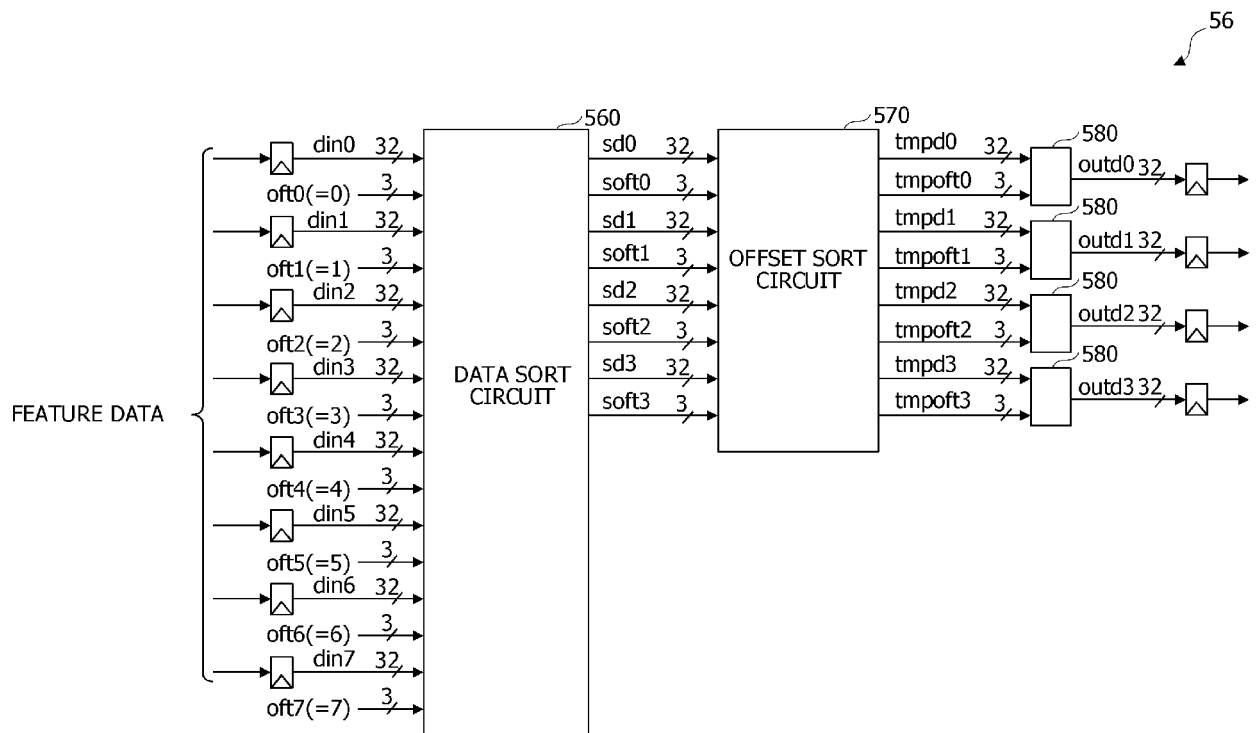 56
560
570
580
din0 32
sd0 32
tmpd0 32
outd0 32
oft0(=0) 3
soft0 3
tmpoft0 3
580
din1 32
sd1 32
tmpd1 32
outd1 32
oft1(=1) 3
soft1 3
tmpoft1 3
580
din2 32
sd2 32
tmpd2 32
outd2 32
oft2(=2) 3
soft2 3
tmpoft2 3
580
din3 32
sd3 32
tmpd3 32
outd3 32
oft3(=3) 3
soft3 3
tmpoft3 3
OFFSET SORT
CIRCUIT
DATA SORT
CIRCUIT
FEATURE DATA
din4 32
oft4(=4) 3
din5 32
oft5(=5) 3
din6 32
oft6(=6) 3
din7 32
oft7(=7) 3